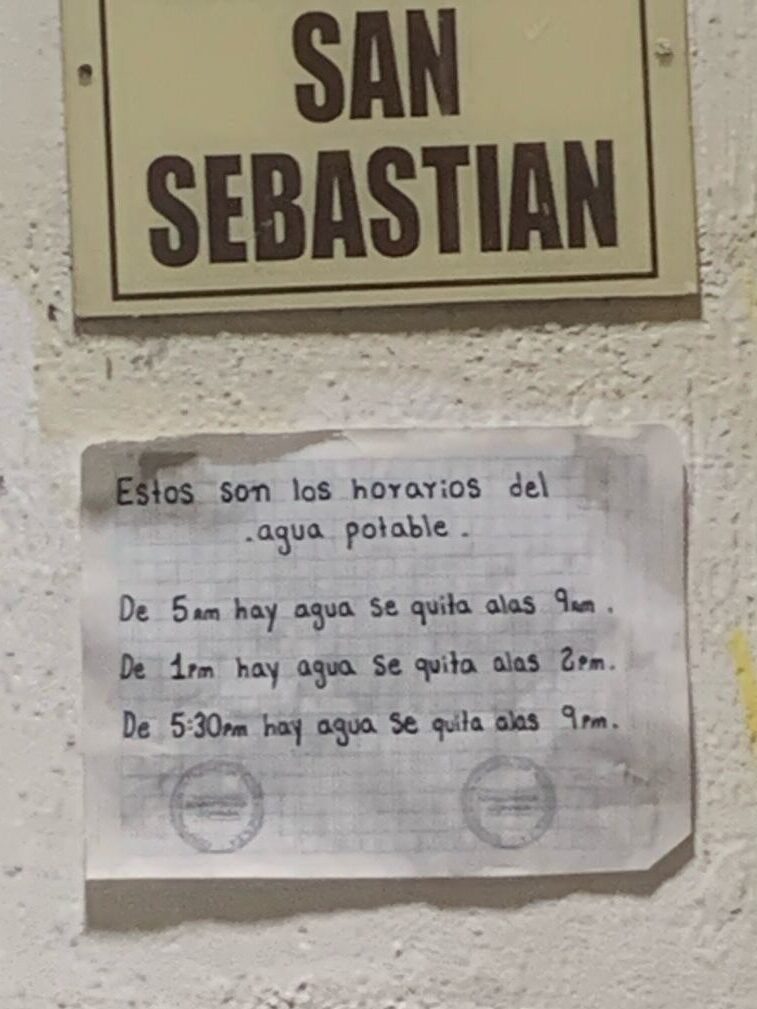 SAN
SEBASTIAN
Estos son los horarios del
.agua potable.
De 5am hay agua se quita alas 9am.
De 1pm hay agua se quita alas 2pm.
De 5:30pm hay agua se quita alas 9pm.